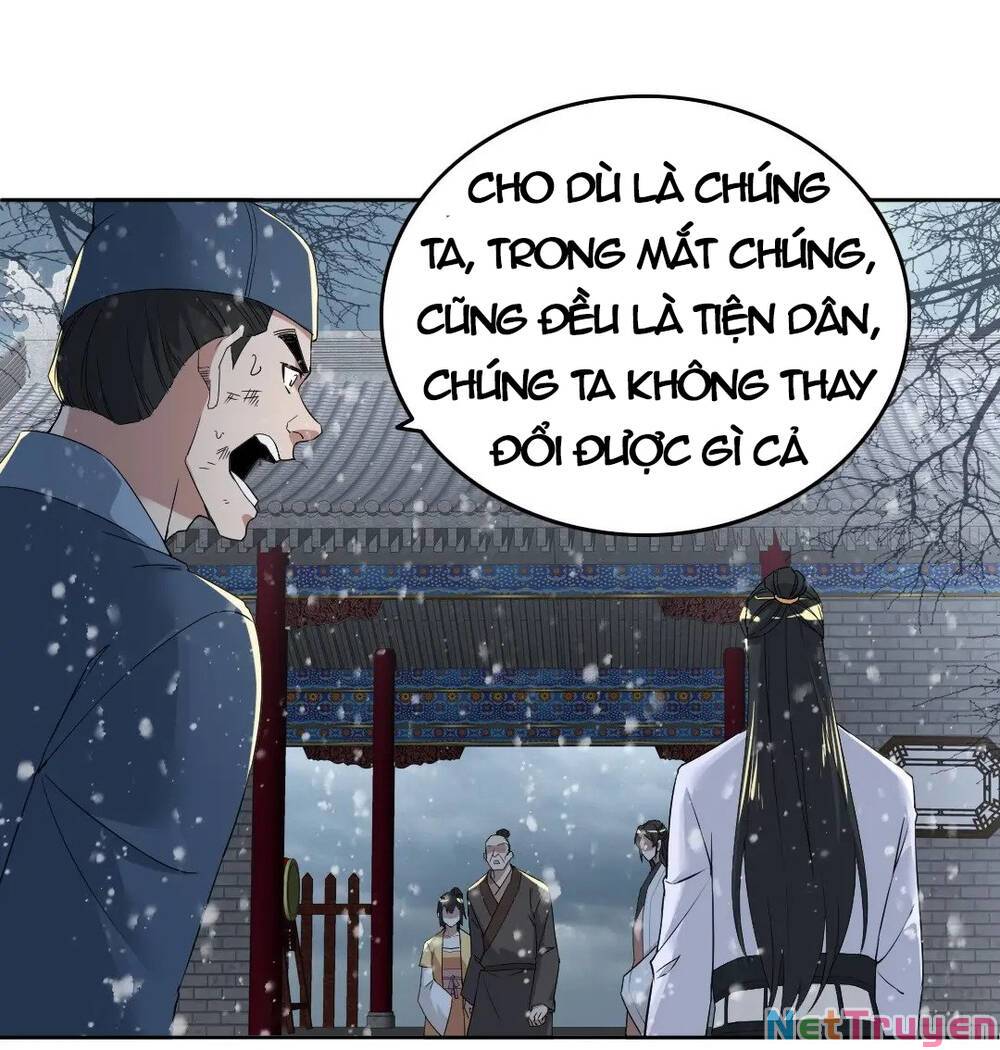 CHO DÙ LÀ CHÚNG
TA, TRONG MẮT CHÚNG,
CŨNG ĐỀU LÀ TIỆN DÂN,
CHÚNG TA KHÔNG THAY
ĐỔI ĐƯỢC GÌ CẢ
NetTruyen